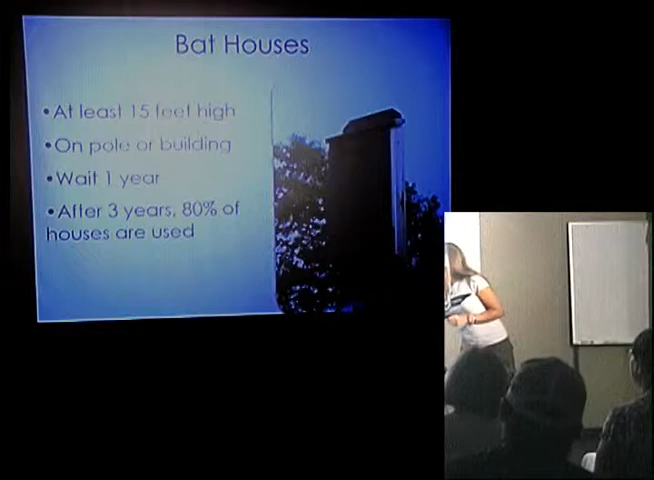 Bat Houses
•At least 15 feet high
•On pole or building
•Wait 1 year
•After 3 years, 80% of
houses are used